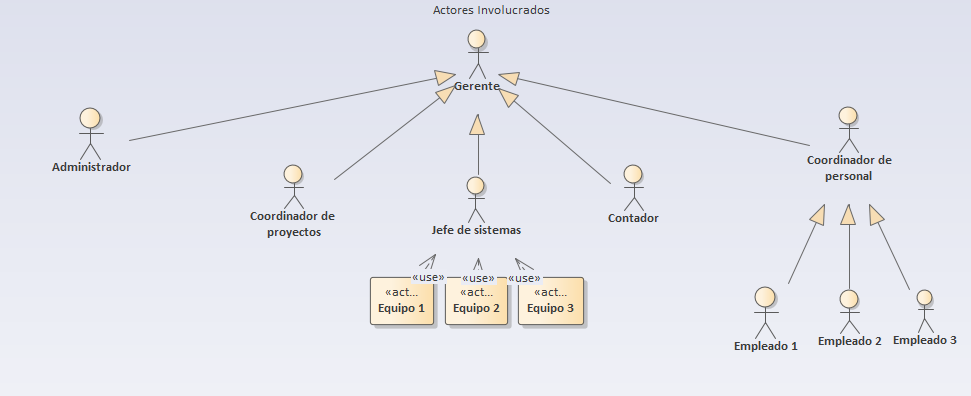 Actores Involucrados
Gerente
Administrador
Coordinador de
personal
Coordinador de
proyectos
Jefe de sistemas
Contador
«use»
«use»
«use»
«act...
Equipo 1
«act...
Equipo 2
«act...
Equipo 3
Empleado 1
Empleado 2
Empleado 3